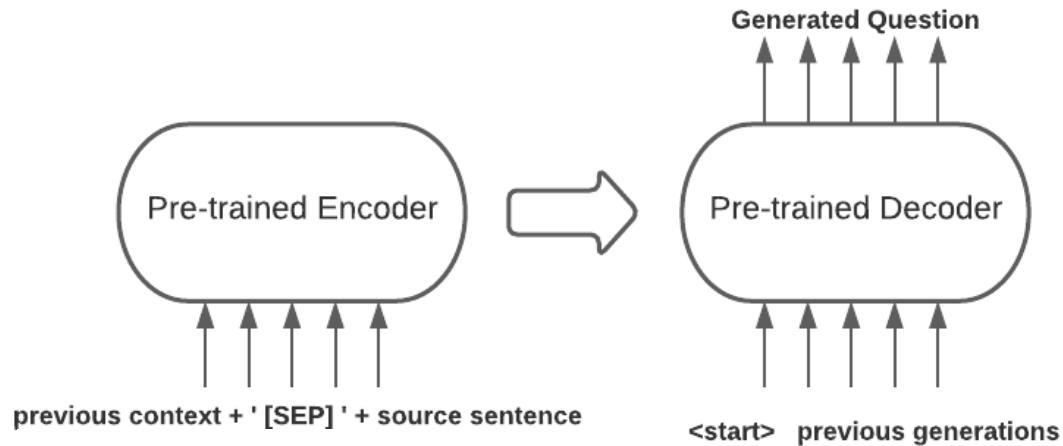 Generated Question
Pre-trained Encoder
Pre-trained Decoder
previous context + ' [SEP] ' + source sentence
<start> previous generations